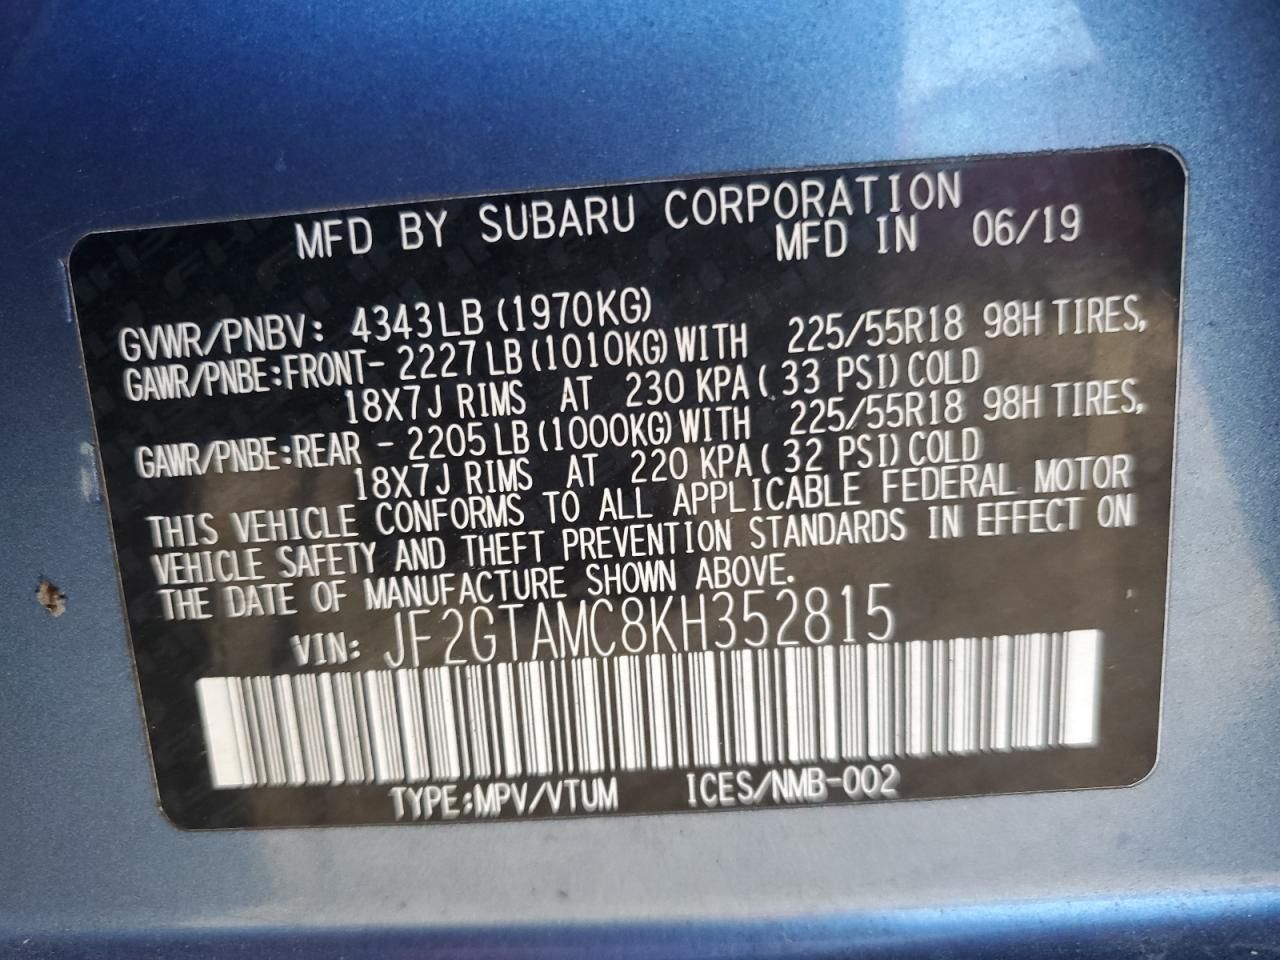 MFD BY SUBARU CORPORATION
MFD IN 06/19
GVWR/PNBV: 4343LB (1970KG)
GAWR/PNBE:FRONT- 2227LB (1010KG) WITH 225/55R18 98H TIRES,
18X7J RIMS AT 230 KPA( 33 PSI) COLD
GAWR/PNBE:REAR - 2205LB (1000KG) WITH 225/55R18 98H TIRES,
18X7J RIMS AT 220 KPA( 32 PSI) COLD
THIS VEHICLE CONFORMS TO ALL APPLICABLE FEDERAL MOTOR
VEHICLE SAFETY AND THEFT PREVENTION STANDARDS IN EFFECT ON
THE DATE OF MANUFACTURE SHOWN ABOVE.
VIN: JF2GTAMC8KH352815
TYPE:MPV/VTUM ICES/NMB-002